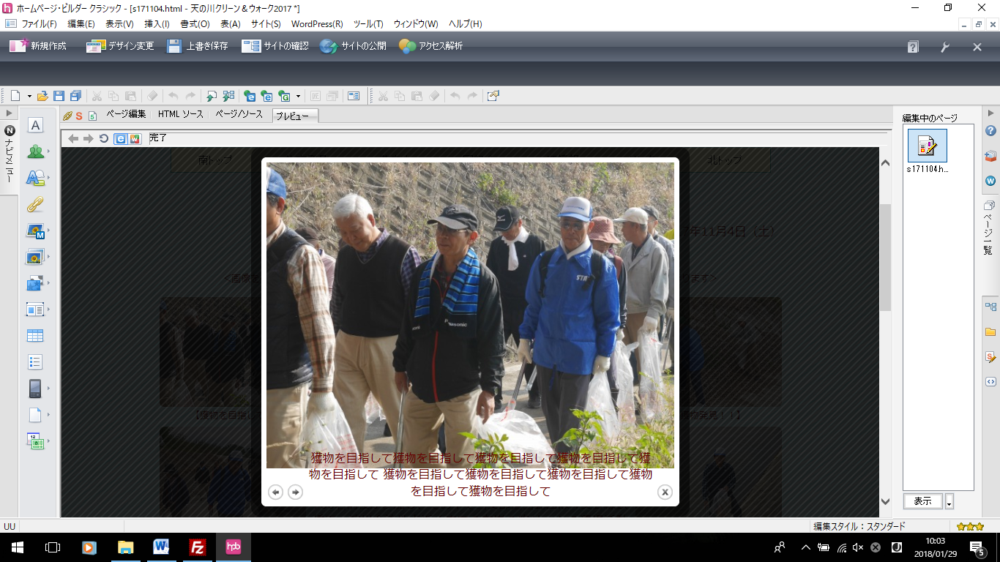 ホームページ・ビルダー クラシック - [s171104.html - 天の川クリーン＆ウォーク2017 *]
ファイル(F) 編集(E) 表示(V) 挿入(I) 書式(O) 表(A) サイト(S) WordPress(R) ツール(T) ウィンドウ(W) ヘルプ(H)
新規作成 デザイン変更 上書き保存 サイトの確認 サイトの公開 アクセス解析
ページ編集 HTML ソース ページ/ソース プレビュー
完了
ナビメニュー
南トップ 北トップ
年11月4日（土）
<画像 ます>
STA
Panasonic
【獲物を目指し 物発見！！】
獲物を目指して獲物を目指して獲物を目指して獲物を目指して獲
物を目指して 獲物を目指して獲物を目指して獲物を目指して獲物
を目指して獲物を目指して
編集中のページ
s171104.h...
表示
ページ一覧
UU
編集スタイル：スタンダード
10:03
2018/01/29
5